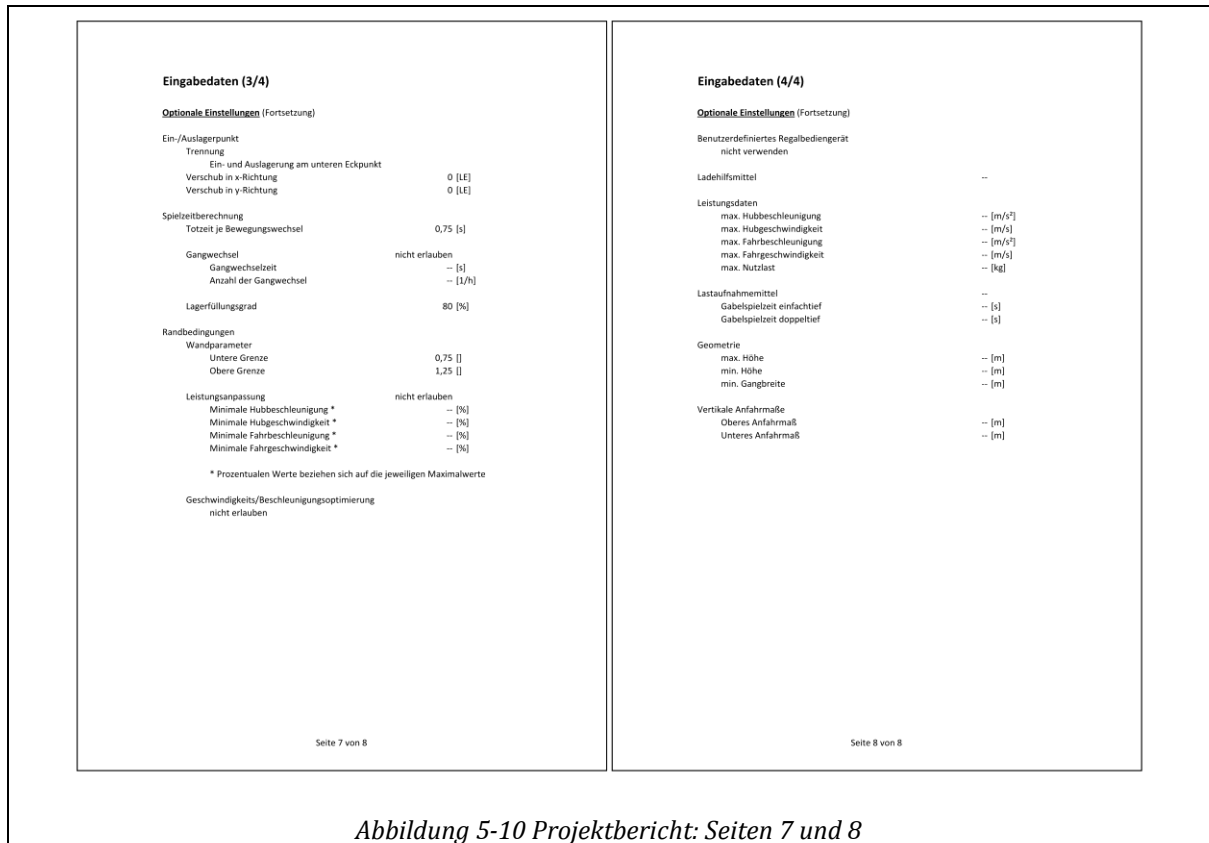 Eingabedaten (3/4)
Optionale Einstellungen (Fortsetzung)
Ein-/Auslagerpunkt
Trennung
Ein- und Auslagerung am unteren Eckpunkt
Verschub in x-Richtung 0 [LE]
Verschub in y-Richtung 0 [LE]
Spielzeitberechnung
Totzeit je Bewegungswechsel 0,75 [s]
Gangwechsel nicht erlauben
Gangwechselzeit -- [s]
Anzahl der Gangwechsel -- [1/h]
Lagerfüllungsgrad 80 [%]
Randbedingungen
Wandparameter
Untere Grenze 0,75 []
Obere Grenze 1,25 []
Leistungsanpassung nicht erlauben
Minimale Hubbeschleunigung * -- [%]
Minimale Hubgeschwindigkeit * -- [%]
Minimale Fahrbeschleunigung * -- [%]
Minimale Fahrgeschwindigkeit * -- [%]
* Prozentualen Werte beziehen sich auf die jeweiligen Maximalwerte
Geschwindigkeits/Beschleunigungsoptimierung
nicht erlauben
Seite 7 von 8
Eingabedaten (4/4)
Optionale Einstellungen (Fortsetzung)
Benutzerdefiniertes Regalbediengerät
nicht verwenden
Ladehilfsmittel --
Leistungsdaten
max. Hubbeschleunigung -- [m/s²]
max. Hubgeschwindigkeit -- [m/s]
max. Fahrbeschleunigung -- [m/s²]
max. Fahrgeschwindigkeit -- [m/s]
max. Nutzlast -- [kg]
Lastaufnahmemittel --
Gabelspielzeit einfachtief -- [s]
Gabelspielzeit doppeltief -- [s]
Geometrie
max. Höhe -- [m]
min. Höhe -- [m]
min. Gangbreite -- [m]
Vertikale Anfahrmaße
Oberes Anfahrmaß -- [m]
Unteres Anfahrmaß -- [m]
Seite 8 von 8
Abbildung 5-10 Projektbericht: Seiten 7 und 8